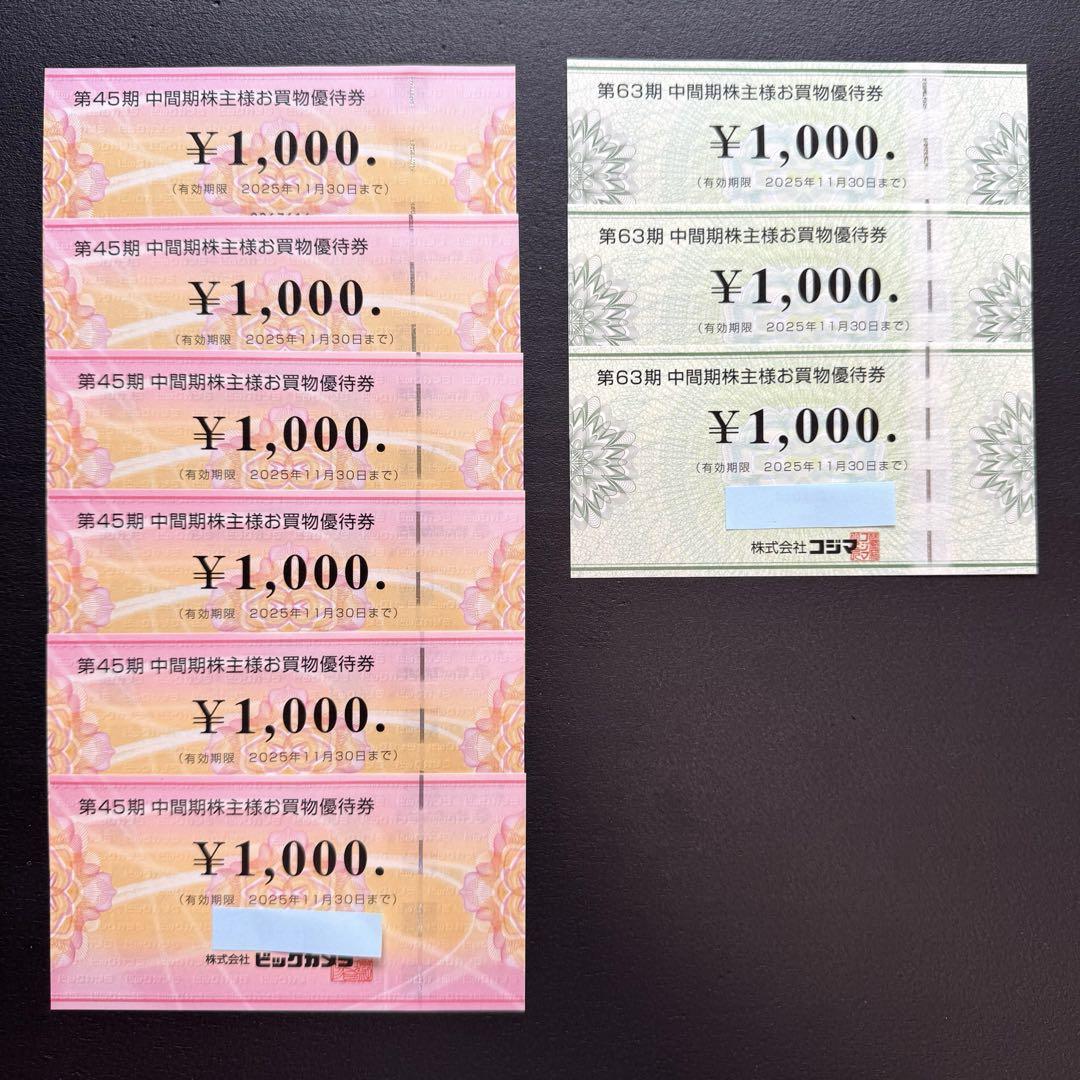 第45期 中間期株主様お買物優待券
￥1,000.
(有効期限 2025年11月30日まで)
第45期 中間期株主様お買物優待券
￥1,000.
(有効期限 2025年11月30日まで)
第45期 中間期株主様お買物優待券
￥1,000.
(有効期限 2025年11月30日まで)
第45期 中間期株主様お買物優待券
￥1,000.
(有効期限 2025年11月30日まで)
第45期 中間期株主様お買物優待券
￥1,000.
(有効期限 2025年11月30日まで)
第45期 中間期株主様お買物優待券
￥1,000.
(有効期限 2025年11月30日まで)
株式会社 ビックカメラ
第63期 中間期株主様お買物優待券
￥1,000.
(有効期限 2025年11月30日まで)
第63期 中間期株主様お買物優待券
￥1,000.
(有効期限 2025年11月30日まで)
第63期 中間期株主様お買物優待券
￥1,000.
(有効期限 2025年11月30日まで)
株式会社 コジマ